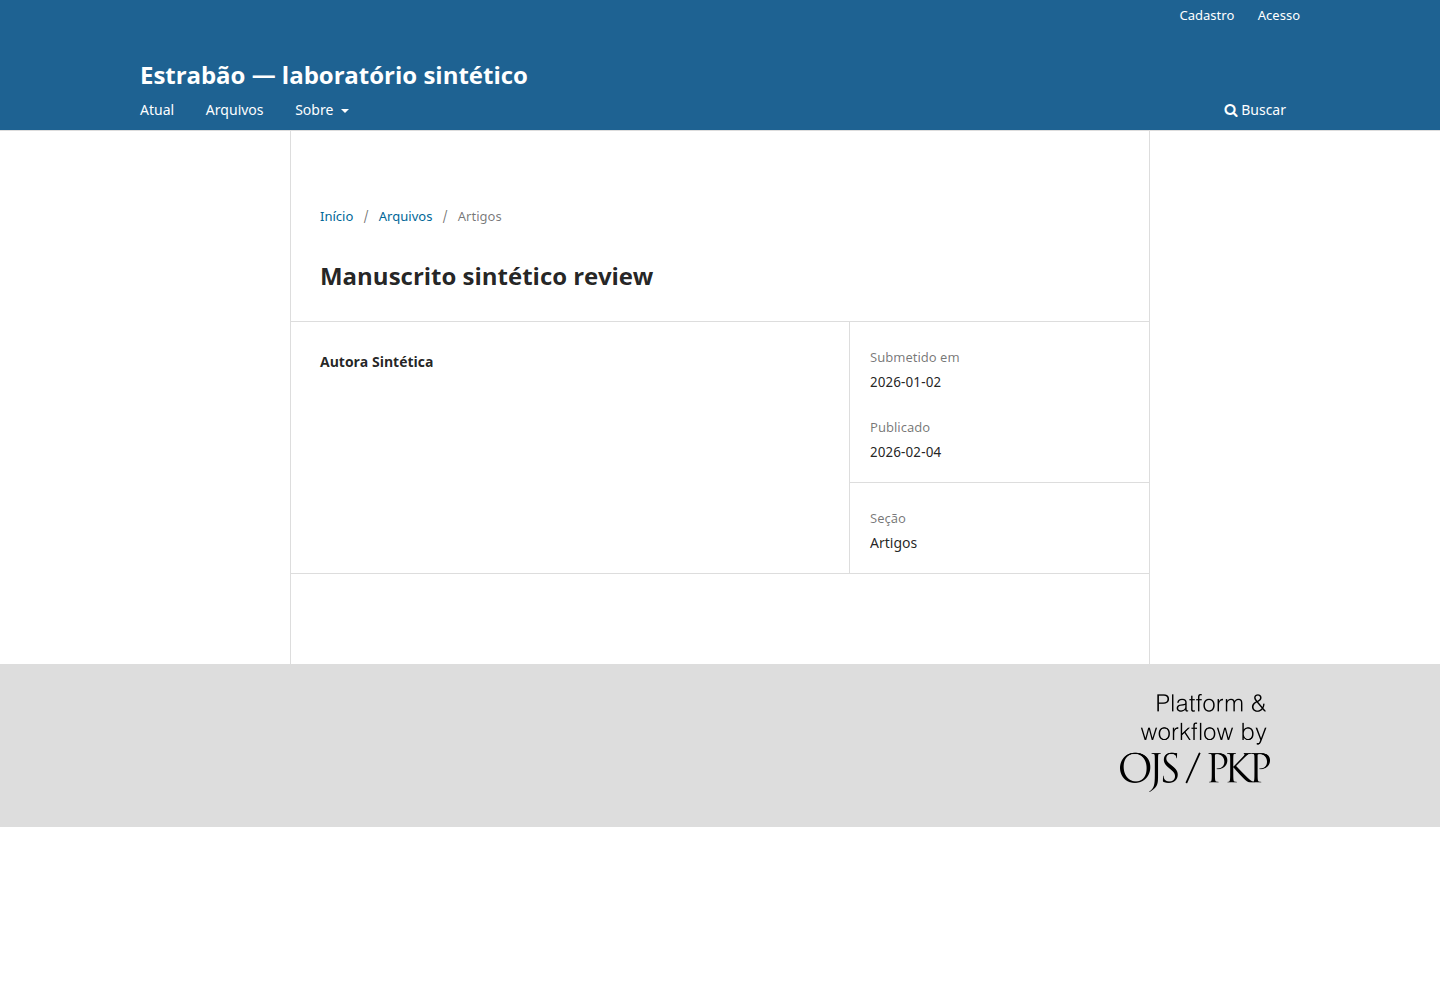 Cadastro Acesso
Estrabão — laboratório sintético
Atual Arquivos Sobre Buscar
Início / Arquivos / Artigos
Manuscrito sintético review
Autora Sintética
Submetido em
2026-01-02
Publicado
2026-02-04
Seção
Artigos
Platform &
workflow by
OJS / PKP